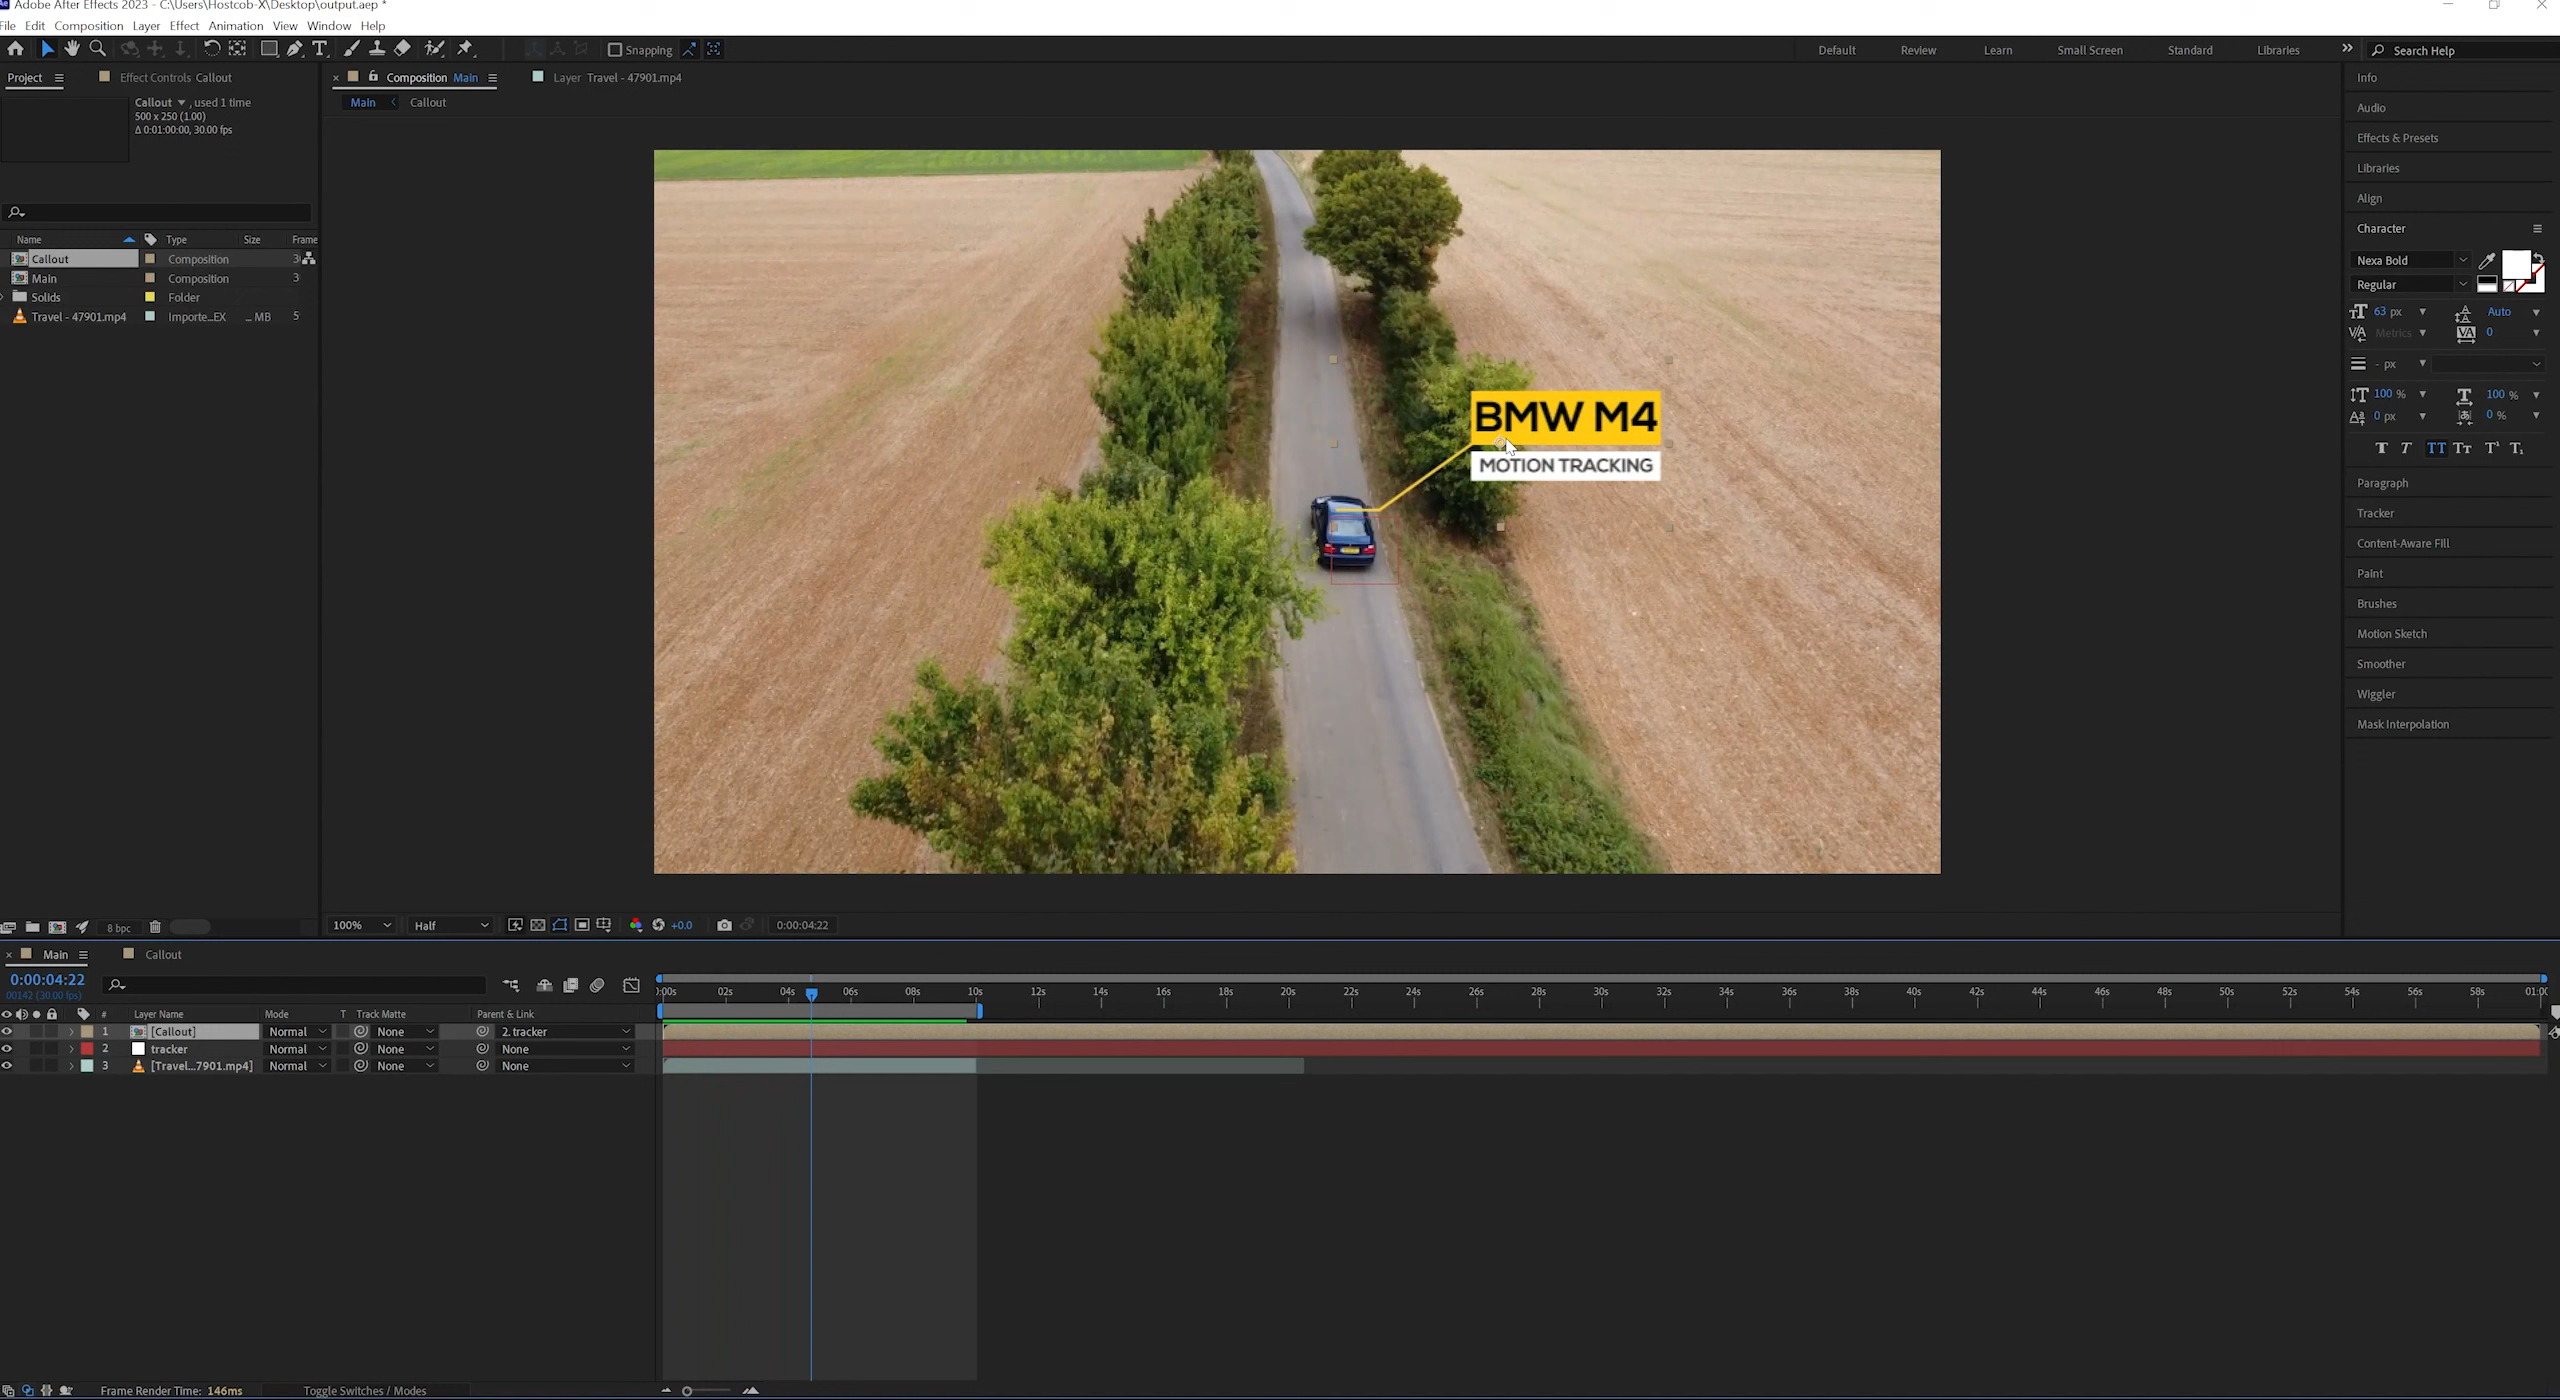 Adobe After Effects 2023 - C:\Users\Hostcob-X\Desktop\output.aep *
File Edit Composition Layer Effect Animation View Window Help
Snapping Default Review Learn Small Screen Standard Libraries Search Help
Project Effect Controls Callout
Composition Main Layer Travel - 47901.mp4
Callout , used 1 time
500 x 250 (1.00)
Δ 0:01:00:00, 30.00 fps
Main Callout
Name Type Size Frame
Callout Composition 3
Main Composition 3
Solids Folder
Travel - 47901.mp4 Importe...EX ... MB 5
BMW M4
MOTION TRACKING
Info
Audio
Effects & Presets
Libraries
Align
Character
Nexa Bold
Regular
63 px Auto
Metrics 0
- px
100 % 100 %
0 px 0 %
T T TT Tт T¹ T₁
Paragraph
Tracker
Content-Aware Fill
Paint
Brushes
Motion Sketch
Smoother
Wiggler
Mask Interpolation
8 bpc
100% Half +0.0 0:00:04:22
Main Callout
0:00:04:22
00142 (30.00 fps)
):00s 02s 04s 06s 08s 10s 12s 14s 16s 18s 20s 22s 24s 26s 28s 30s 32s 34s 36s 38s 40s 42s 44s 46s 48s 50s 52s 54s 56s 58s 01:00
# Layer Name Mode T Track Matte Parent & Link
1 [Callout] Normal None 2. tracker
2 tracker Normal None None
3 [Travel...7901.mp4] Normal None None
Frame Render Time: 146ms Toggle Switches / Modes